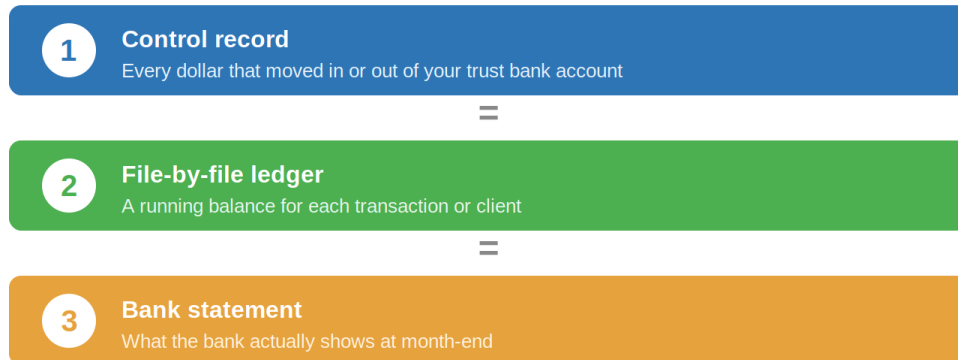 1
Control record
Every dollar that moved in or out of your trust bank account
=
2
File-by-file ledger
A running balance for each transaction or client
=
3
Bank statement
What the bank actually shows at month-end